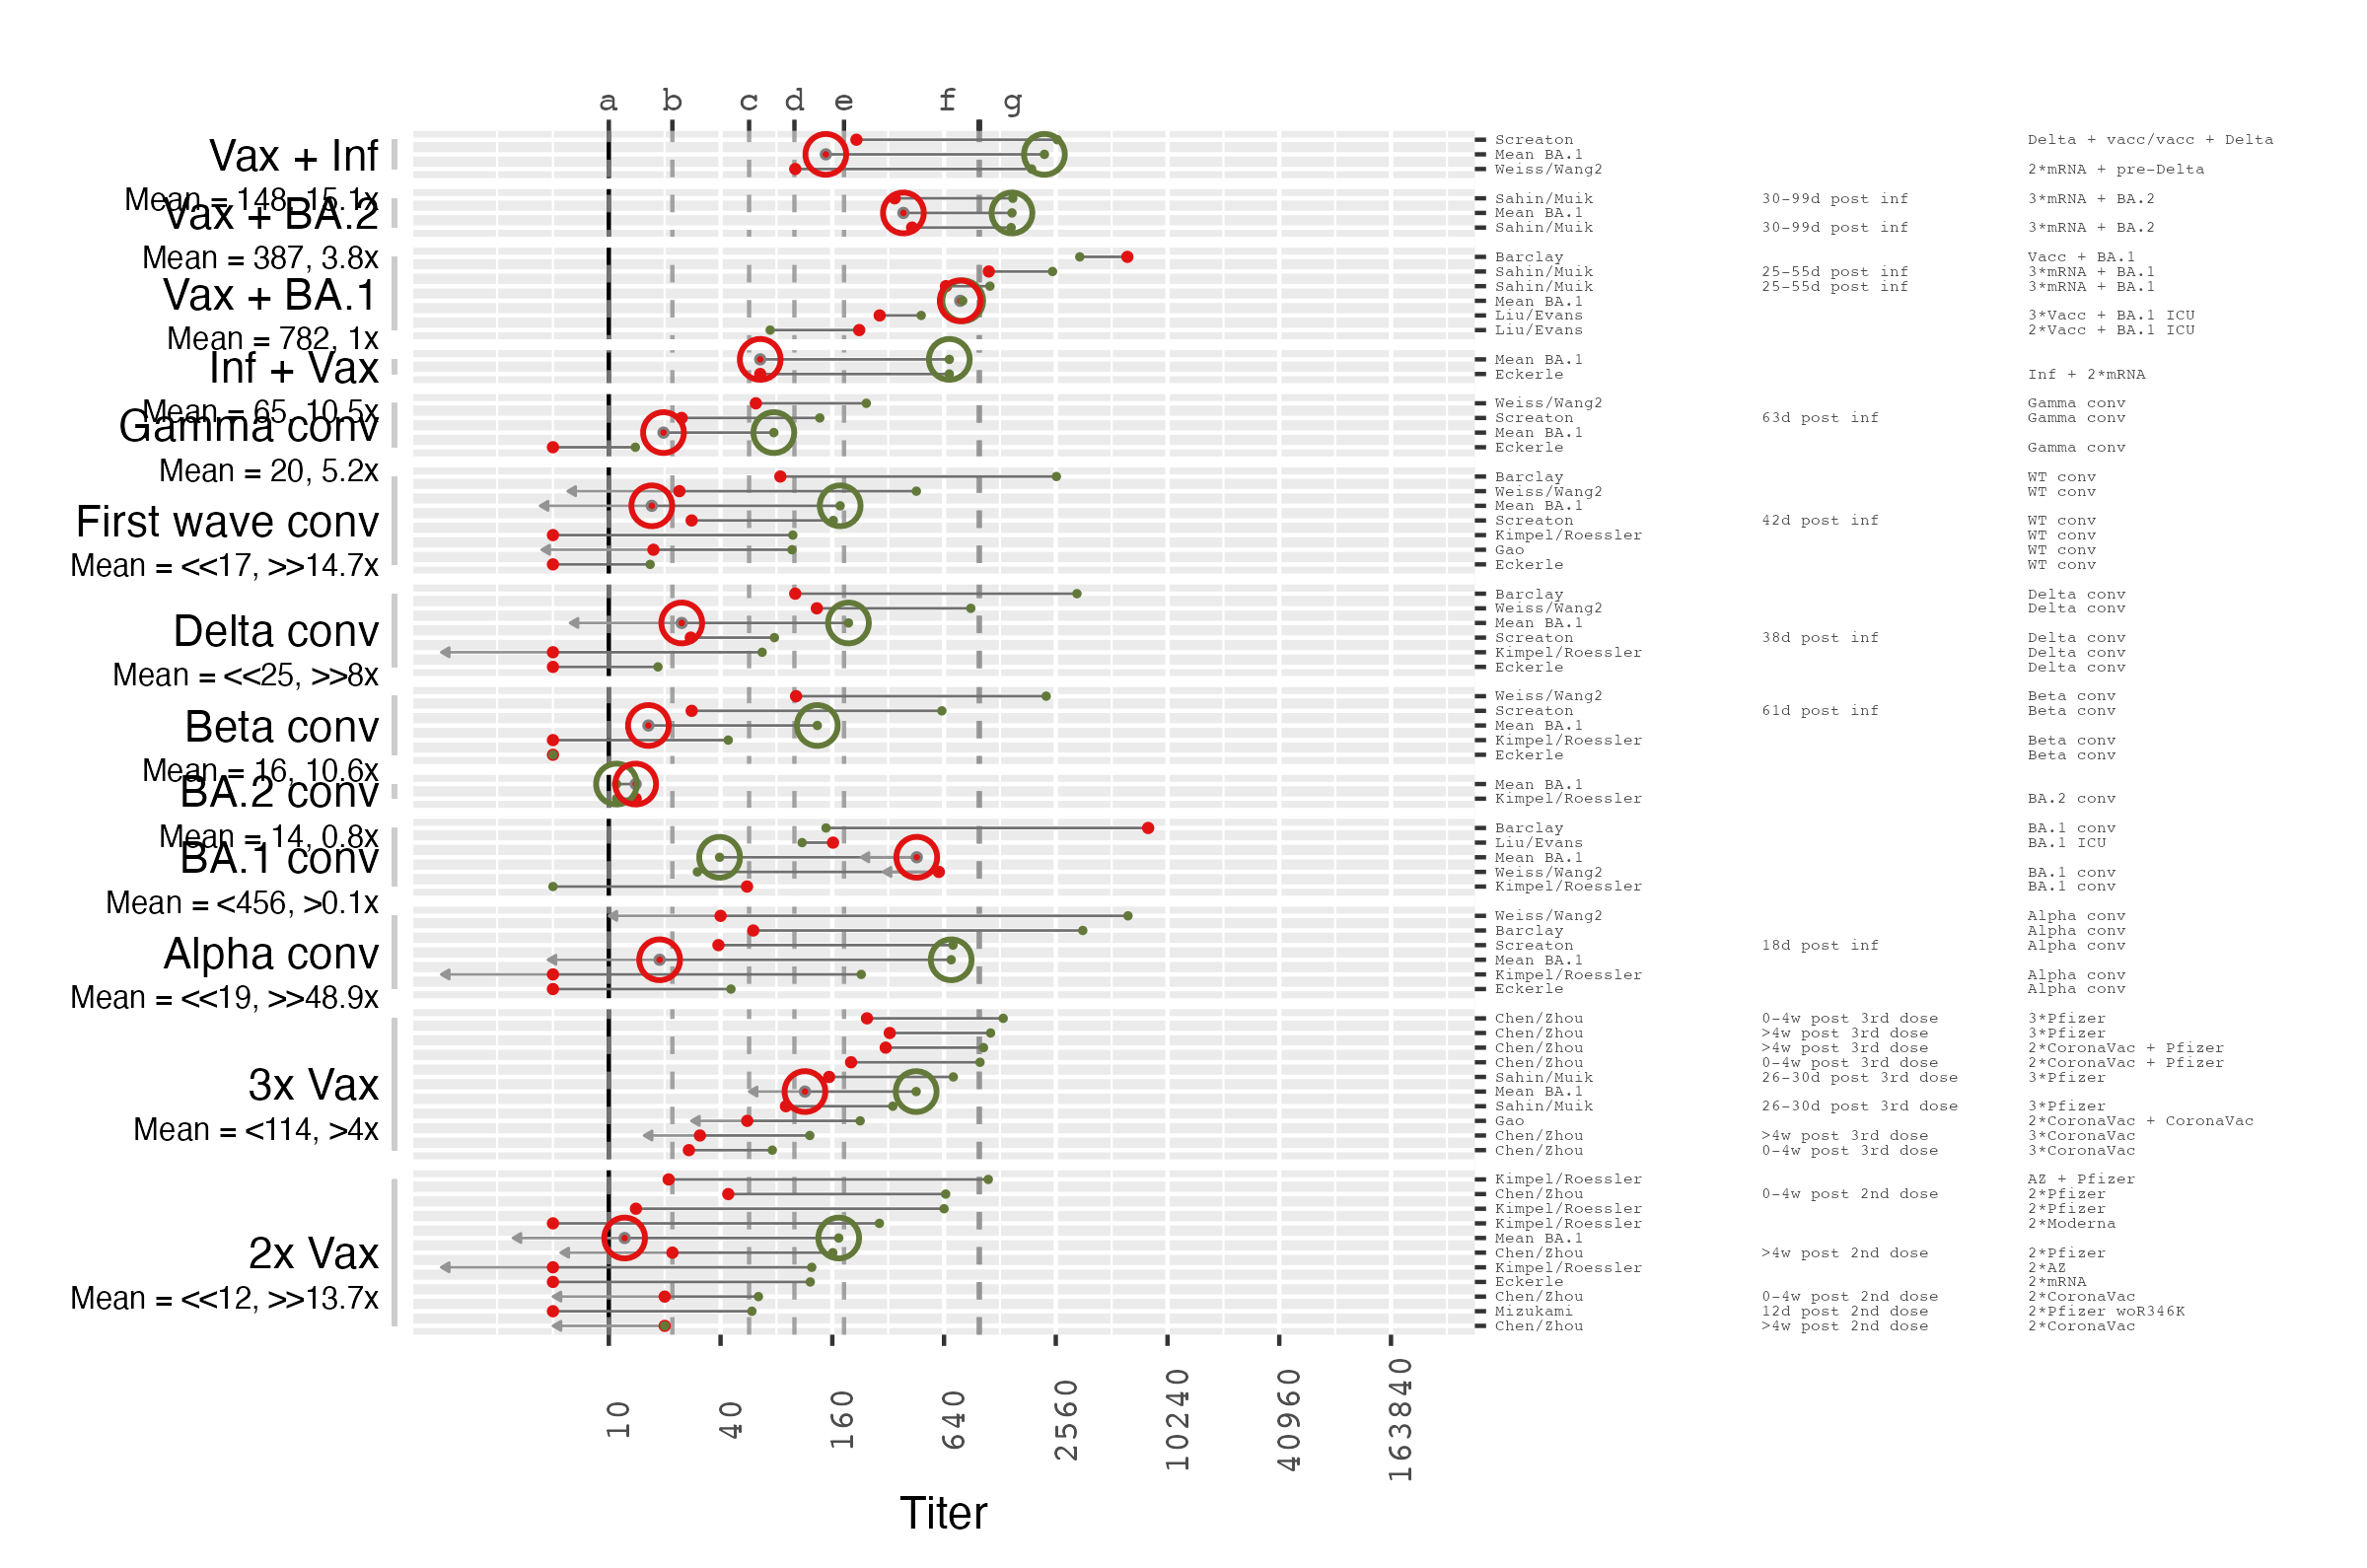 a b c d e f g
Vax + Inf
Mean = 148, 15.1x
Screaton Delta + vacc/vacc + Delta
Mean BA.1
Weiss/Wang2 2*mRNA + pre-Delta
Vax + BA.2
Mean = 387, 3.8x
Sahin/Muik 30-99d post inf 3*mRNA + BA.2
Mean BA.1
Sahin/Muik 30-99d post inf 3*mRNA + BA.2
Vax + BA.1
Mean = 782, 1x
Barclay Vacc + BA.1
Sahin/Muik 25-55d post inf 3*mRNA + BA.1
Sahin/Muik 25-55d post inf 3*mRNA + BA.1
Mean BA.1
Liu/Evans 3*Vacc + BA.1 ICU
Liu/Evans 2*Vacc + BA.1 ICU
Inf + Vax
Mean = 65, 10.5x
Mean BA.1
Eckerle Inf + 2*mRNA
Gamma conv
Mean = 20, 5.2x
Weiss/Wang2 Gamma conv
Screaton 63d post inf Gamma conv
Mean BA.1
Eckerle Gamma conv
First wave conv
Mean = <<17, >>14.7x
Barclay WT conv
Weiss/Wang2 WT conv
Mean BA.1
Screaton 42d post inf WT conv
Kimpel/Roessler WT conv
Gao WT conv
Eckerle WT conv
Delta conv
Mean = <<25, >>8x
Barclay Delta conv
Weiss/Wang2 Delta conv
Mean BA.1
Screaton 38d post inf Delta conv
Kimpel/Roessler Delta conv
Eckerle Delta conv
Beta conv
Mean = 16, 10.6x
Weiss/Wang2 Beta conv
Screaton 61d post inf Beta conv
Mean BA.1
Kimpel/Roessler Beta conv
Eckerle Beta conv
BA.2 conv
Mean = 14, 0.8x
Mean BA.1
Kimpel/Roessler BA.2 conv
BA.1 conv
Mean = <456, >0.1x
Barclay BA.1 conv
Liu/Evans BA.1 ICU
Mean BA.1
Weiss/Wang2 BA.1 conv
Kimpel/Roessler BA.1 conv
Alpha conv
Mean = <<19, >>48.9x
Weiss/Wang2 Alpha conv
Barclay Alpha conv
Screaton 18d post inf Alpha conv
Mean BA.1
Kimpel/Roessler Alpha conv
Eckerle Alpha conv
3x Vax
Mean = <114, >4x
Chen/Zhou 0-4w post 3rd dose 3*Pfizer
Chen/Zhou >4w post 3rd dose 3*Pfizer
Chen/Zhou >4w post 3rd dose 2*CoronaVac + Pfizer
Chen/Zhou 0-4w post 3rd dose 2*CoronaVac + Pfizer
Sahin/Muik 26-30d post 3rd dose 3*Pfizer
Mean BA.1
Sahin/Muik 26-30d post 3rd dose 3*Pfizer
Gao 2*CoronaVac + CoronaVac
Chen/Zhou >4w post 3rd dose 3*CoronaVac
Chen/Zhou 0-4w post 3rd dose 3*CoronaVac
2x Vax
Mean = <<12, >>13.7x
Kimpel/Roessler AZ + Pfizer
Chen/Zhou 0-4w post 2nd dose 2*Pfizer
Kimpel/Roessler 2*Pfizer
Kimpel/Roessler 2*Moderna
Mean BA.1
Chen/Zhou >4w post 2nd dose 2*Pfizer
Kimpel/Roessler 2*AZ
Eckerle 2*mRNA
Chen/Zhou 0-4w post 2nd dose 2*CoronaVac
Mizukami 12d post 2nd dose 2*Pfizer woR346K
Chen/Zhou >4w post 2nd dose 2*CoronaVac
10 40 160 640 2560 10240 40960 163840
Titer